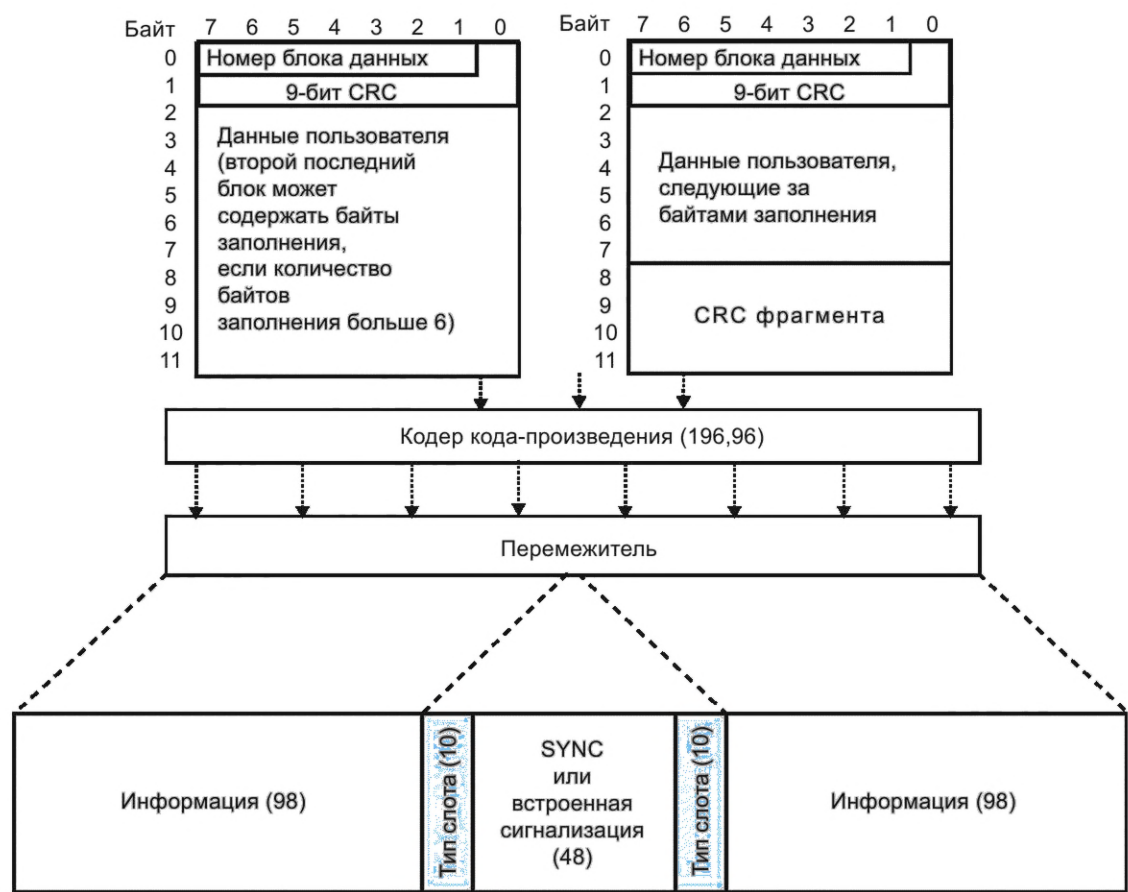 Байт 7 6 5 4 3 2 1 0
0 Номер блока данных
1 9-бит CRC
2
3 Данные пользователя
4 (второй последний
5 блок может
6 содержать байты
7 заполнения,
8 если количество
9 байтов
10 заполнения больше 6)
11
Байт 7 6 5 4 3 2 1 0
0 Номер блока данных
1 9-бит CRC
2
3
4 Данные пользователя,
5 следующие за
6 байтами заполнения
7
8
9 CRC фрагмента
10
11
Кодер кода-произведения (196,96)
Перемежитель
Информация (98)
Тип слота (10)
SYNC
или
встроенная
сигнализация
(48)
Тип слота (10)
Информация (98)